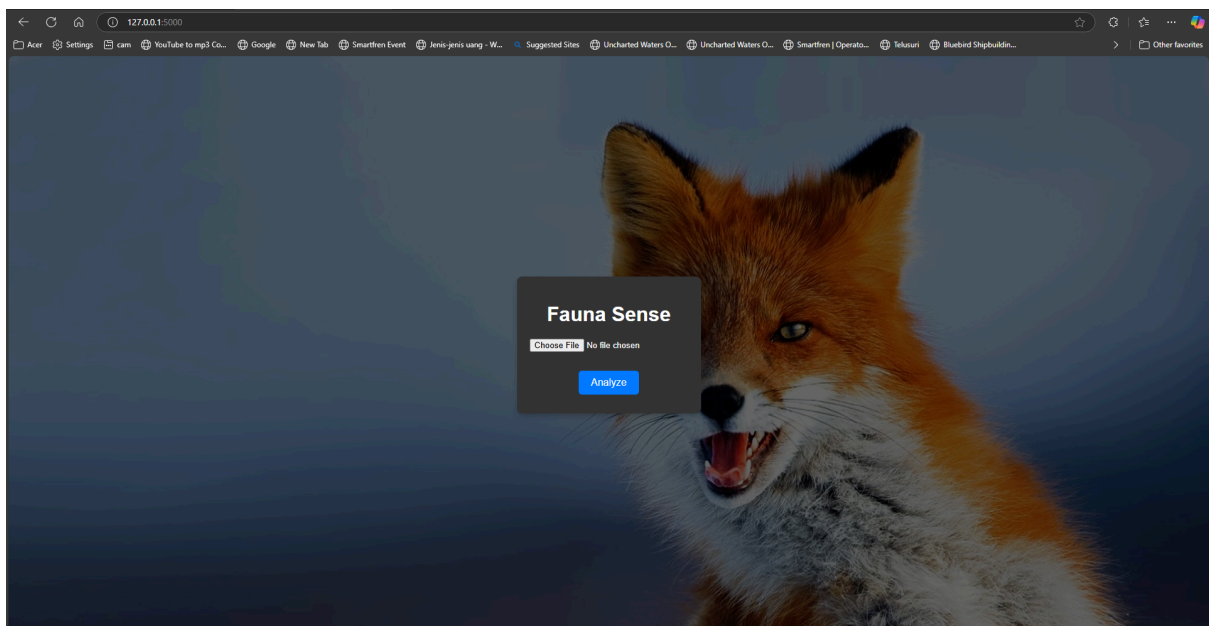 127.0.0.1:5000
Acer Settings cam YouTube to mp3 Co... Google New Tab Smartfren Event Jenis-jenis uang - W... Suggested Sites Uncharted Waters O... Uncharted Waters O... Smartfren | Operato... Telusuri Bluebird Shipbuildin... Other favorites
Fauna Sense
Choose File No file chosen
Analyze